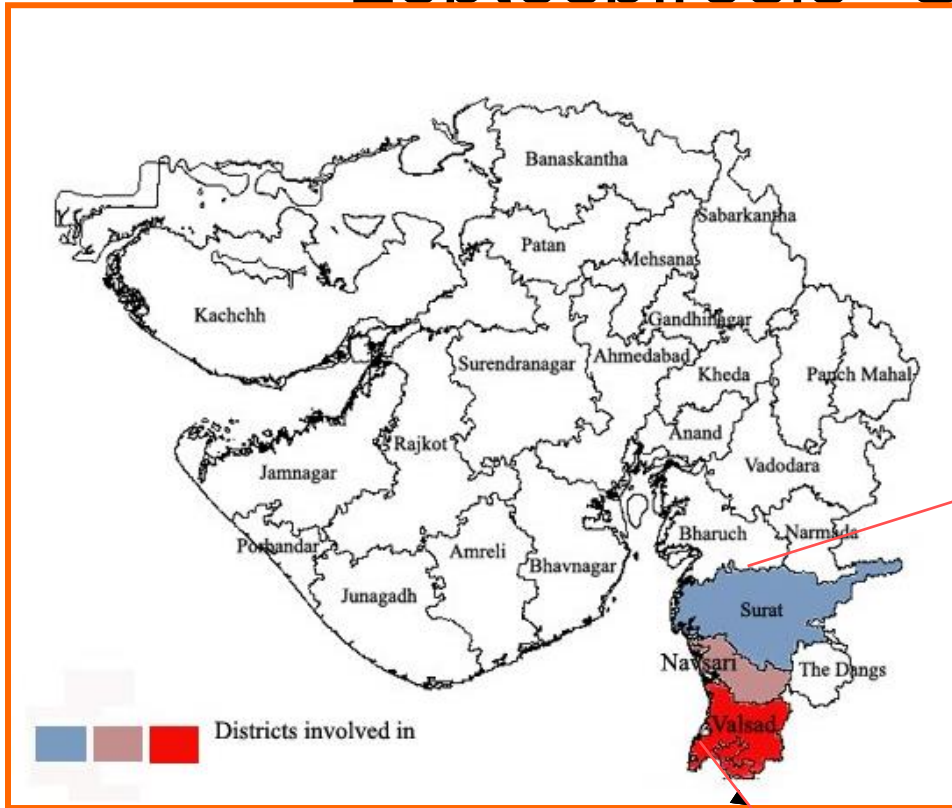 Banaskantha
Sabarkantha
Patan
Mehsana
Kachchh
Gandhinagar
Surendranagar
Ahmedabad
Kheda
Panch Mahal
Anand
Rajkot
Jamnagar
Vadodara
Porbandar
Amreli
Bharuch
Narmada
Bhavnagar
Junagadh
Surat
Navsari
The Dangs
Valsad
Districts involved in